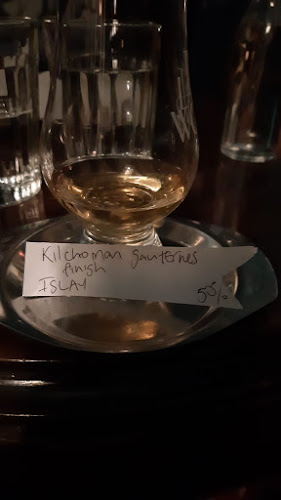 Kilchoman Sauternes
finish
ISLAY
50%